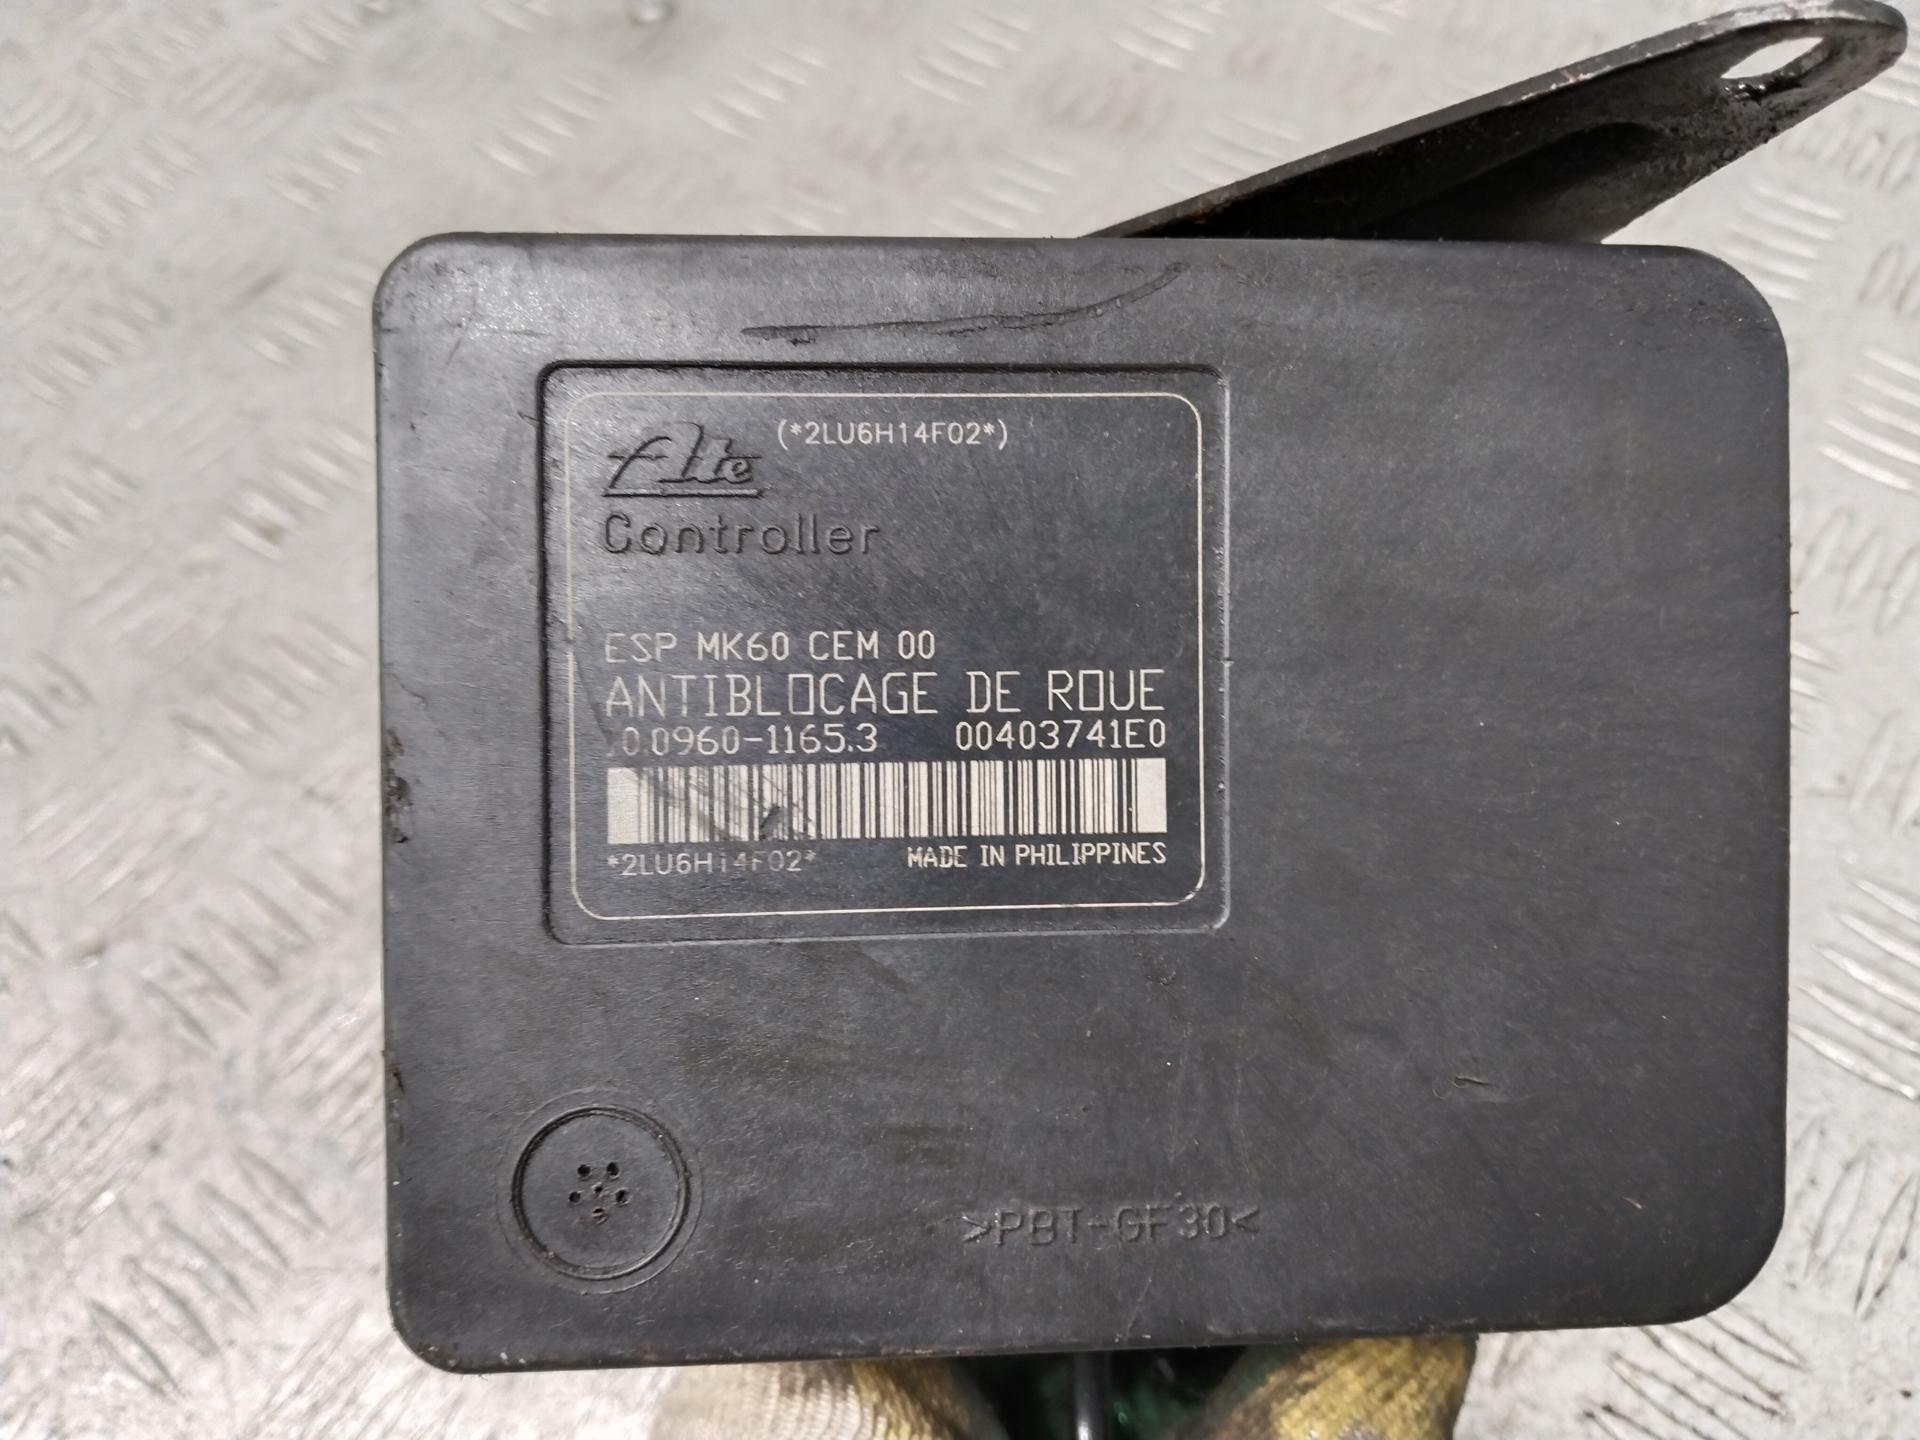 (*2LU6H14F02*)
Ate
Controller
ESP MK60 CEM 00
ANTIBLOCAGE DE ROUE
10.0960-1165.3 00403741E0
*2LU6H14F02* MADE IN PHILIPPINES
>PBT-GF30<